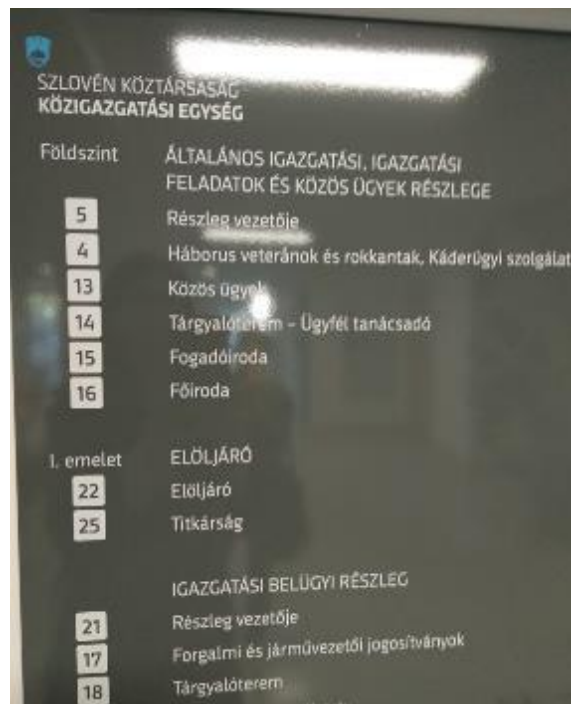 SZLOVÉN KÖZTÁRSASÁG
KÖZIGAZGATÁSI EGYSÉG
Földszint ÁLTALÁNOS IGAZGATÁSI, IGAZGATÁSI
FELADATOK ÉS KÖZÖS ÜGYEK RÉSZLEGE
5 Részleg vezetője
4 Háborus veteránok és rokkantak, Káderügyi szolgálat
13 Közös ügyek
14 Tárgyalóterem – Ügyfél tanácsadó
15 Fogadóiroda
16 Főiroda
I. emelet ELÖLJÁRÓ
22 Elöljáró
25 Titkárság
IGAZGATÁSI BELÜGYI RÉSZLEG
21 Részleg vezetője
17 Forgalmi és járművezetői jogosítványok
18 Tárgyalóterem